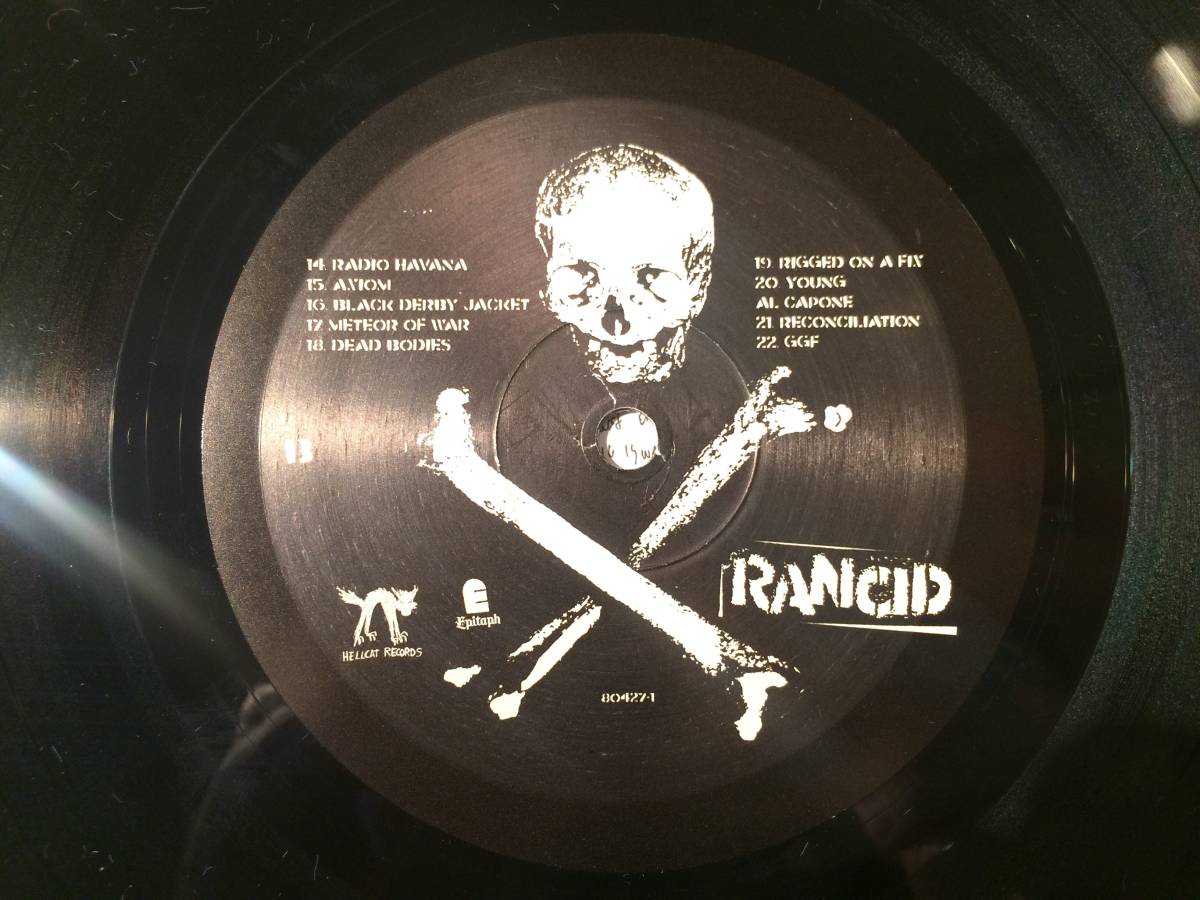 14. RADIO HAVANA
15. AXIOM
16. BLACK DERBY JACKET
17. METEOR OF WAR
18. DEAD BODIES
19. RIGGED ON A FIX
20. YOUNG
AL CAPONE
21. RECONCILIATION
22. GGF
B
RANCID
HELLCAT RECORDS
E
Epitaph
80427-1